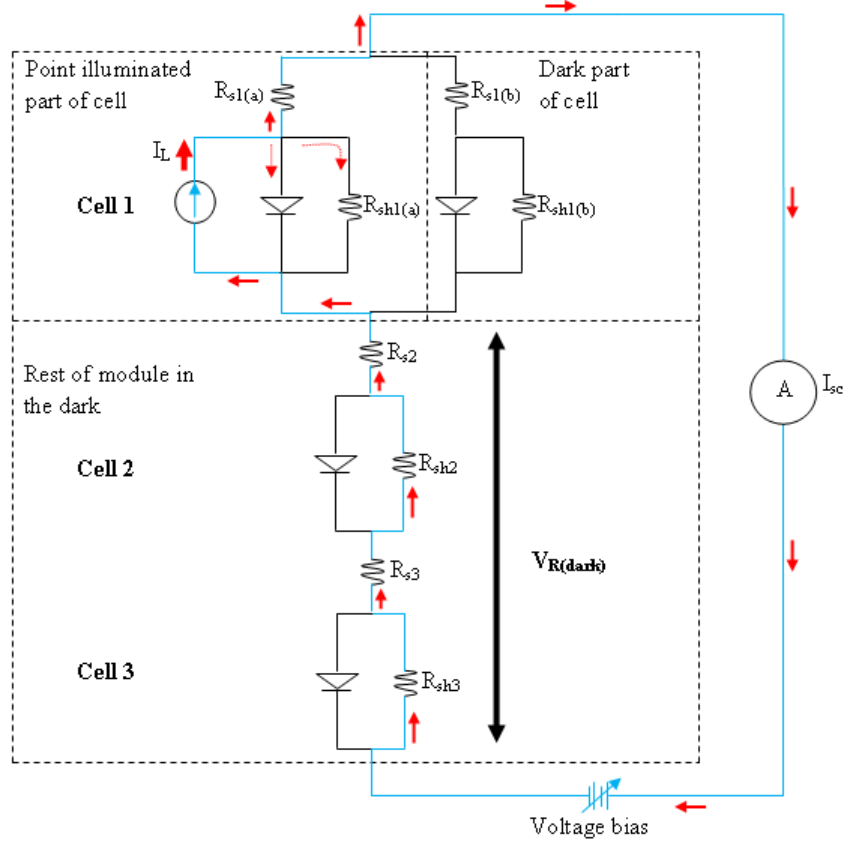 Point illuminated
part of cell
Rs1(a)
Rs1(b)
Dark part
of cell
IL
Cell 1
Rsh1(a)
Rsh1(b)
Rs2
Rest of module in
the dark
A
Isc
Cell 2
Rsh2
VR(dark)
Rs3
Cell 3
Rsh3
Voltage bias